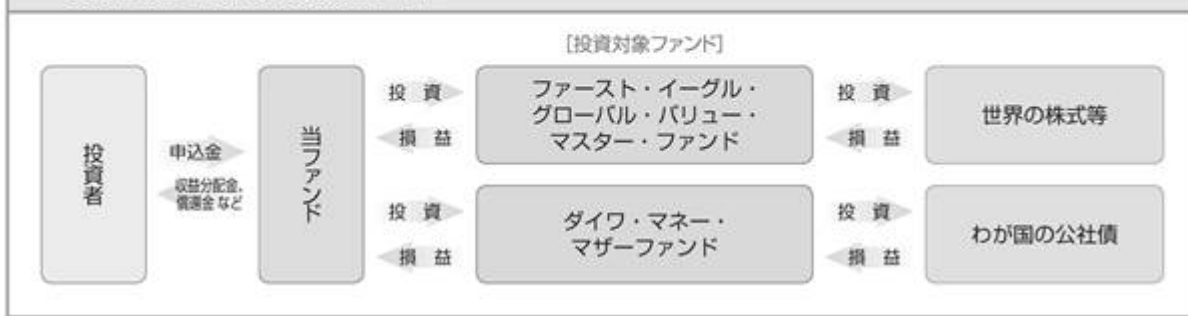 [投資対象ファンド]
投資者
申込金
収益分配金、
償還金 など
当ファンド
投 資
損 益
ファースト・イーグル・
グローバル・バリュー・
マスター・ファンド
投 資
損 益
世界の株式等
投 資
損 益
ダイワ・マネー・
マザーファンド
投 資
損 益
わが国の公社債